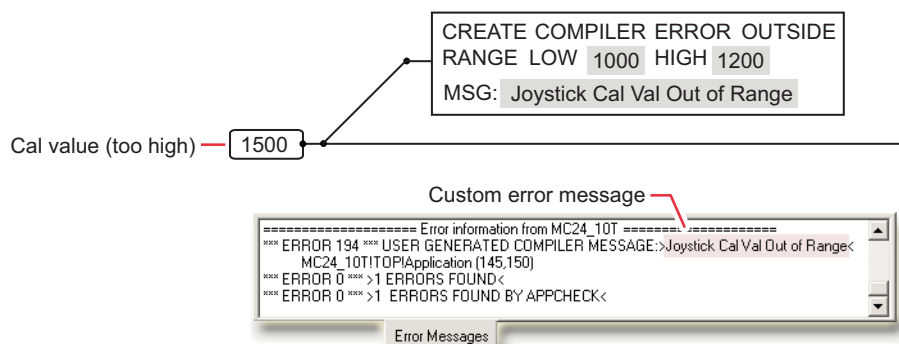 CREATE COMPILER ERROR OUTSIDE
RANGE LOW 1000 HIGH 1200
MSG: Joystick Cal Val Out of Range
Cal value (too high)
1500
Custom error message
==================== Error information from MC24_10T ====================
*** ERROR 194 *** USER GENERATED COMPILER MESSAGE:>Joystick Cal Val Out of Range<
MC24_10T!TOP!Application (145,150)
*** ERROR 0 *** >1 ERRORS FOUND<
*** ERROR 0 *** >1 ERRORS FOUND BY APPCHECK<
Error Messages